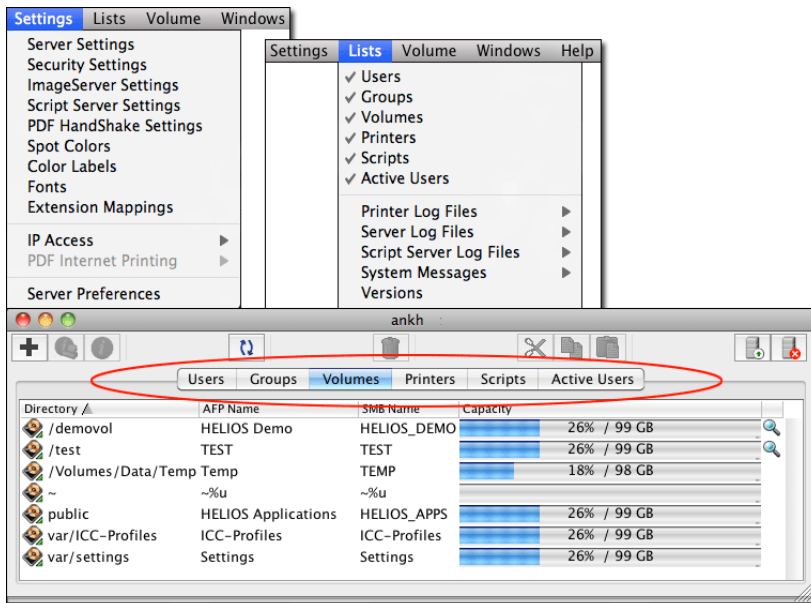 Settings Lists Volume Windows
Server Settings
Security Settings
ImageServer Settings
Script Server Settings
PDF HandShake Settings
Spot Colors
Color Labels
Fonts
Extension Mappings
IP Access
PDF Internet Printing
Server Preferences
Settings Lists Volume Windows Help
✓ Users
✓ Groups
✓ Volumes
✓ Printers
✓ Scripts
✓ Active Users
Printer Log Files
Server Log Files
Script Server Log Files
System Messages
Versions
ankh :
Users Groups Volumes Printers Scripts Active Users
Directory AFP Name SMB Name Capacity
/demovol HELIOS Demo HELIOS_DEMO 26% / 99 GB
/test TEST TEST 26% / 99 GB
/Volumes/Data/Temp Temp TEMP 18% / 98 GB
~ ~%u ~%u
public HELIOS Applications HELIOS_APPS 26% / 99 GB
var/ICC-Profiles ICC-Profiles ICC-Profiles 26% / 99 GB
var/settings Settings Settings 26% / 99 GB